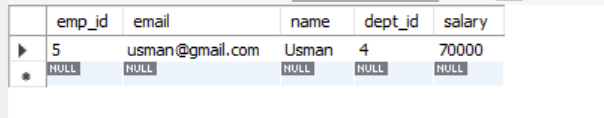 emp_id email name dept_id salary
5 usman@gmail.com Usman 4 70000
NULL NULL NULL NULL NULL